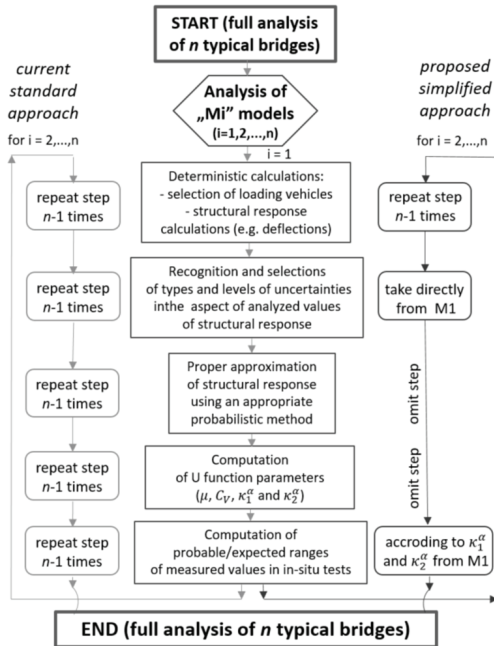 START (full analysis
of n typical bridges)
current
standard
approach
for i = 2,...,n
repeat step
n-1 times
repeat step
n-1 times
repeat step
n-1 times
repeat step
n-1 times
repeat step
n-1 times
Analysis of
„Mi" models
(i=1,2,...,n)
i = 1
Deterministic calculations:
- selection of loading vehicles
- structural response
calculations (e.g. deflections)
Recognition and selections
of types and levels of uncertainties
inthe aspect of analyzed values
of structural response
Proper approximation
of structural response
using an appropriate
probabilistic method
Computation
of U function parameters
(μ, C_V, κ₁^α and κ₂^α)
Computation of
probable/expected ranges
of measured values in in-situ tests
proposed
simplified
approach
for i = 2,...,n
repeat step
n-1 times
take directly
from M1
omit step
omit step
accroding to κ₁^α
and κ₂^α from M1
END (full analysis of n typical bridges)